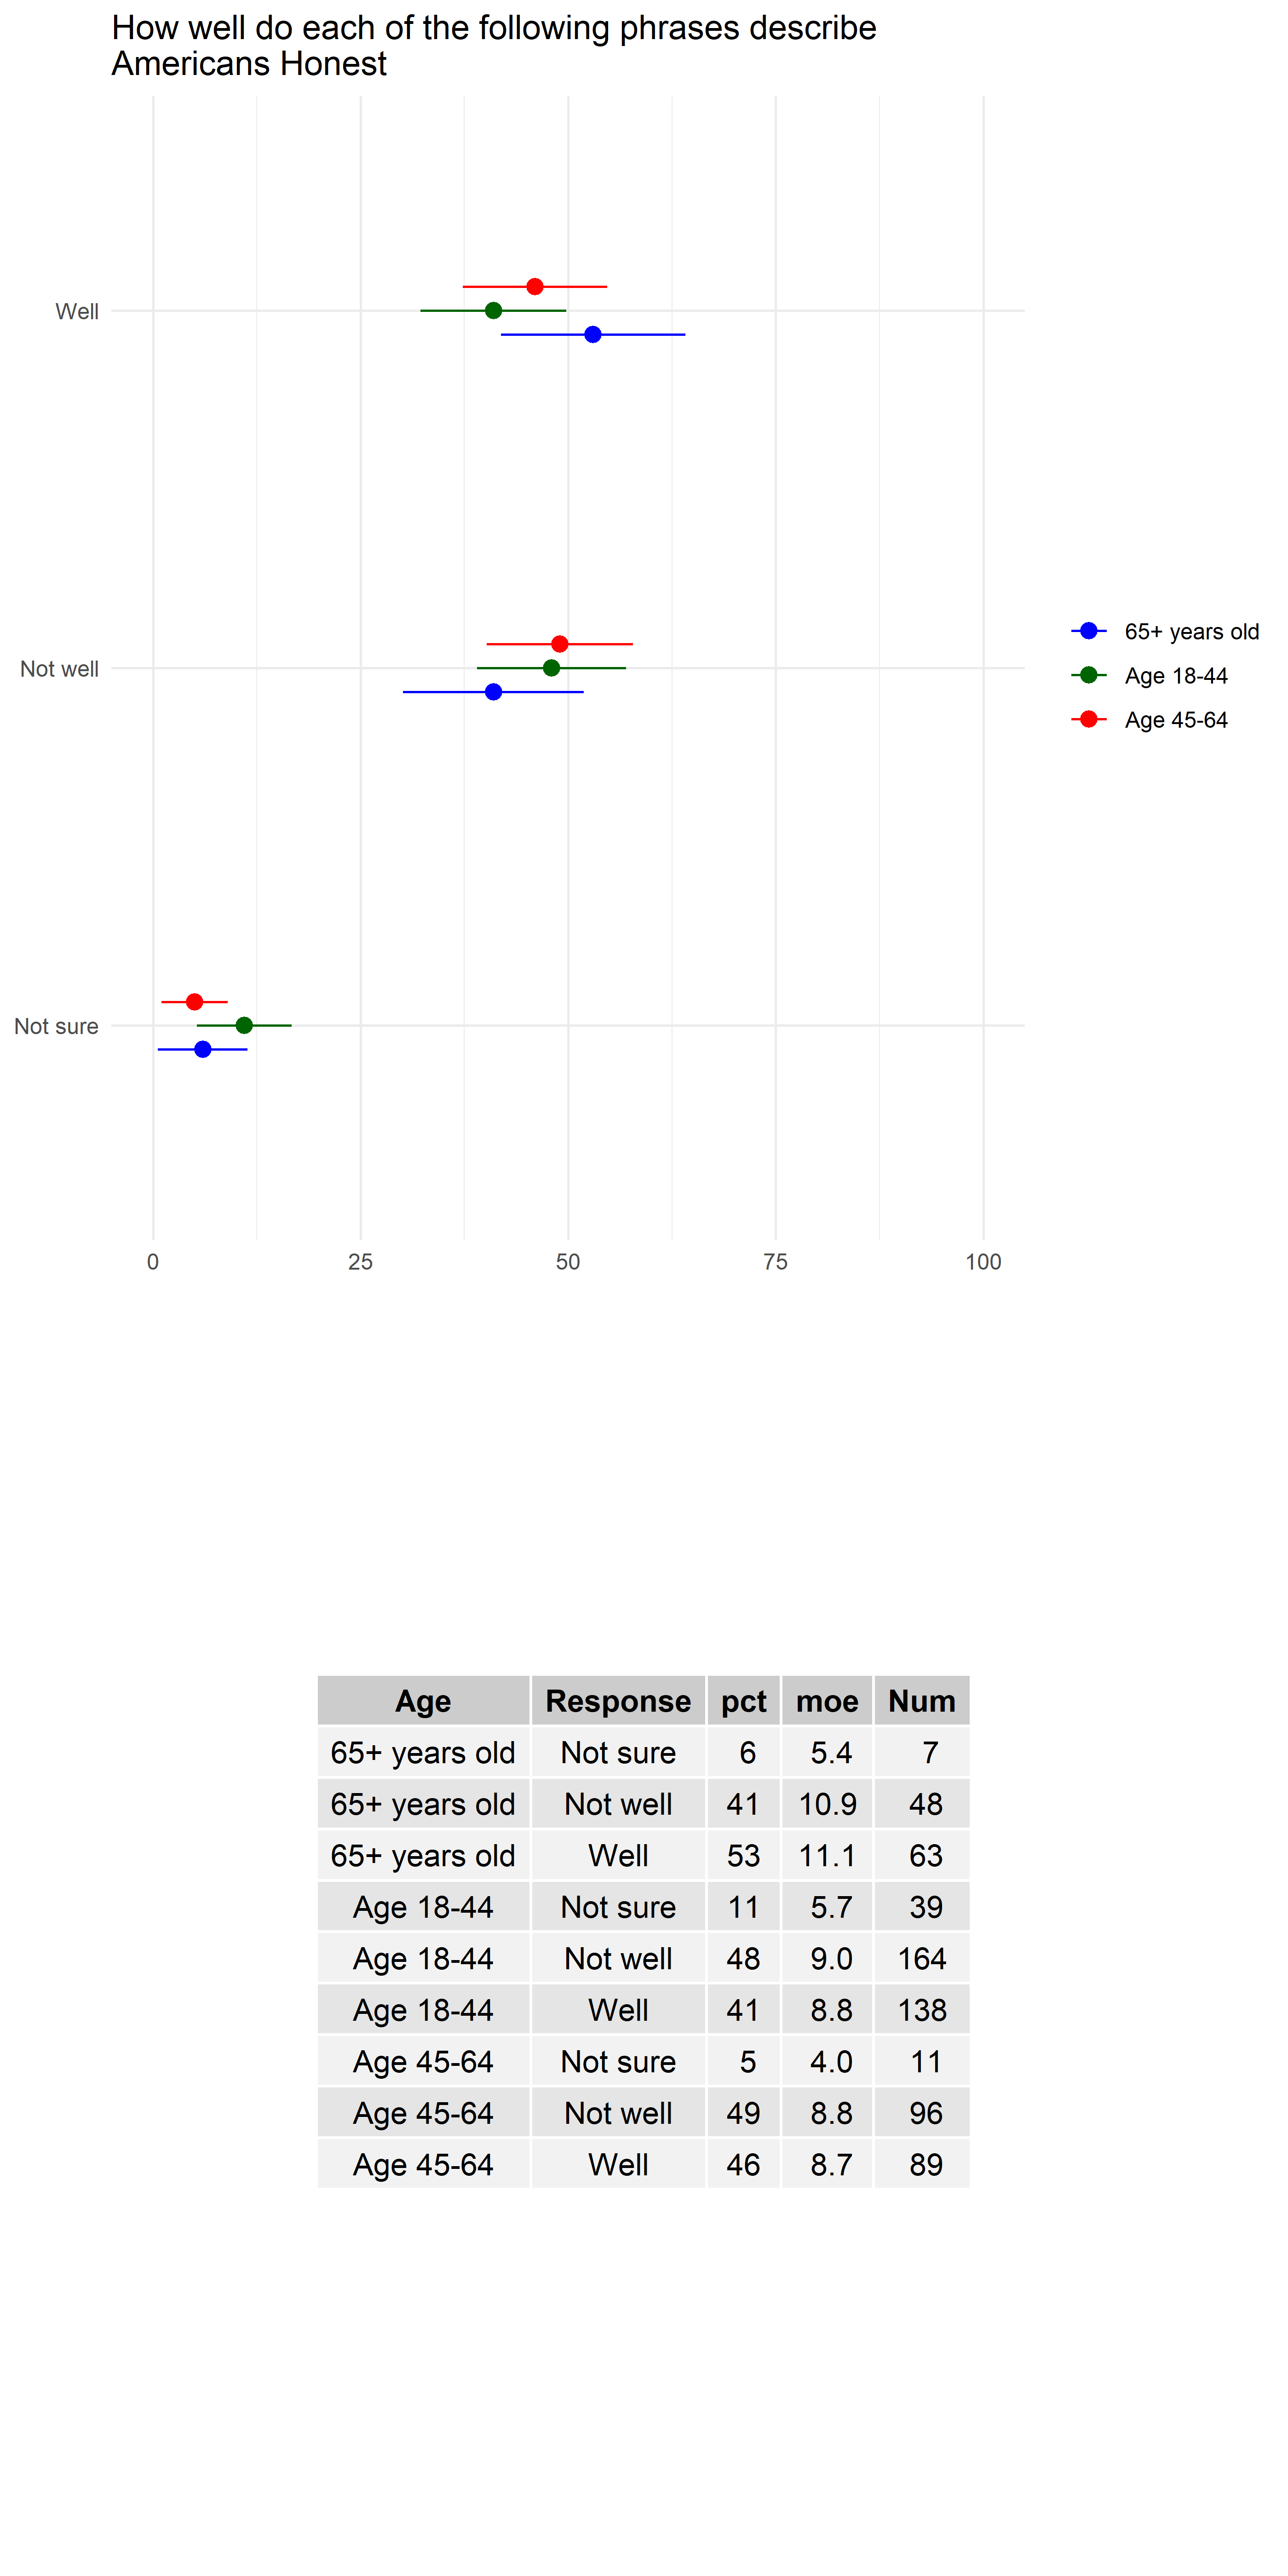 How well do each of the following phrases describe
Americans Honest
Well
Not well
Not sure
0 25 50 75 100
65+ years old
Age 18-44
Age 45-64
Age Response pct moe Num
65+ years old Not sure 6 5.4 7
65+ years old Not well 41 10.9 48
65+ years old Well 53 11.1 63
Age 18-44 Not sure 11 5.7 39
Age 18-44 Not well 48 9.0 164
Age 18-44 Well 41 8.8 138
Age 45-64 Not sure 5 4.0 11
Age 45-64 Not well 49 8.8 96
Age 45-64 Well 46 8.7 89